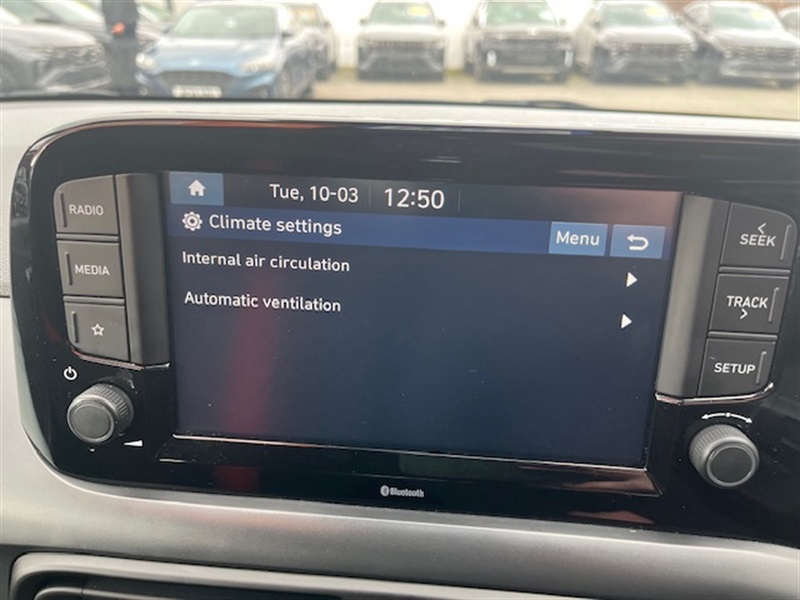 Tue, 10-03 12:50
Climate settings
Menu
Internal air circulation
Automatic ventilation
RADIO
MEDIA
SEEK
TRACK
SETUP
Bluetooth